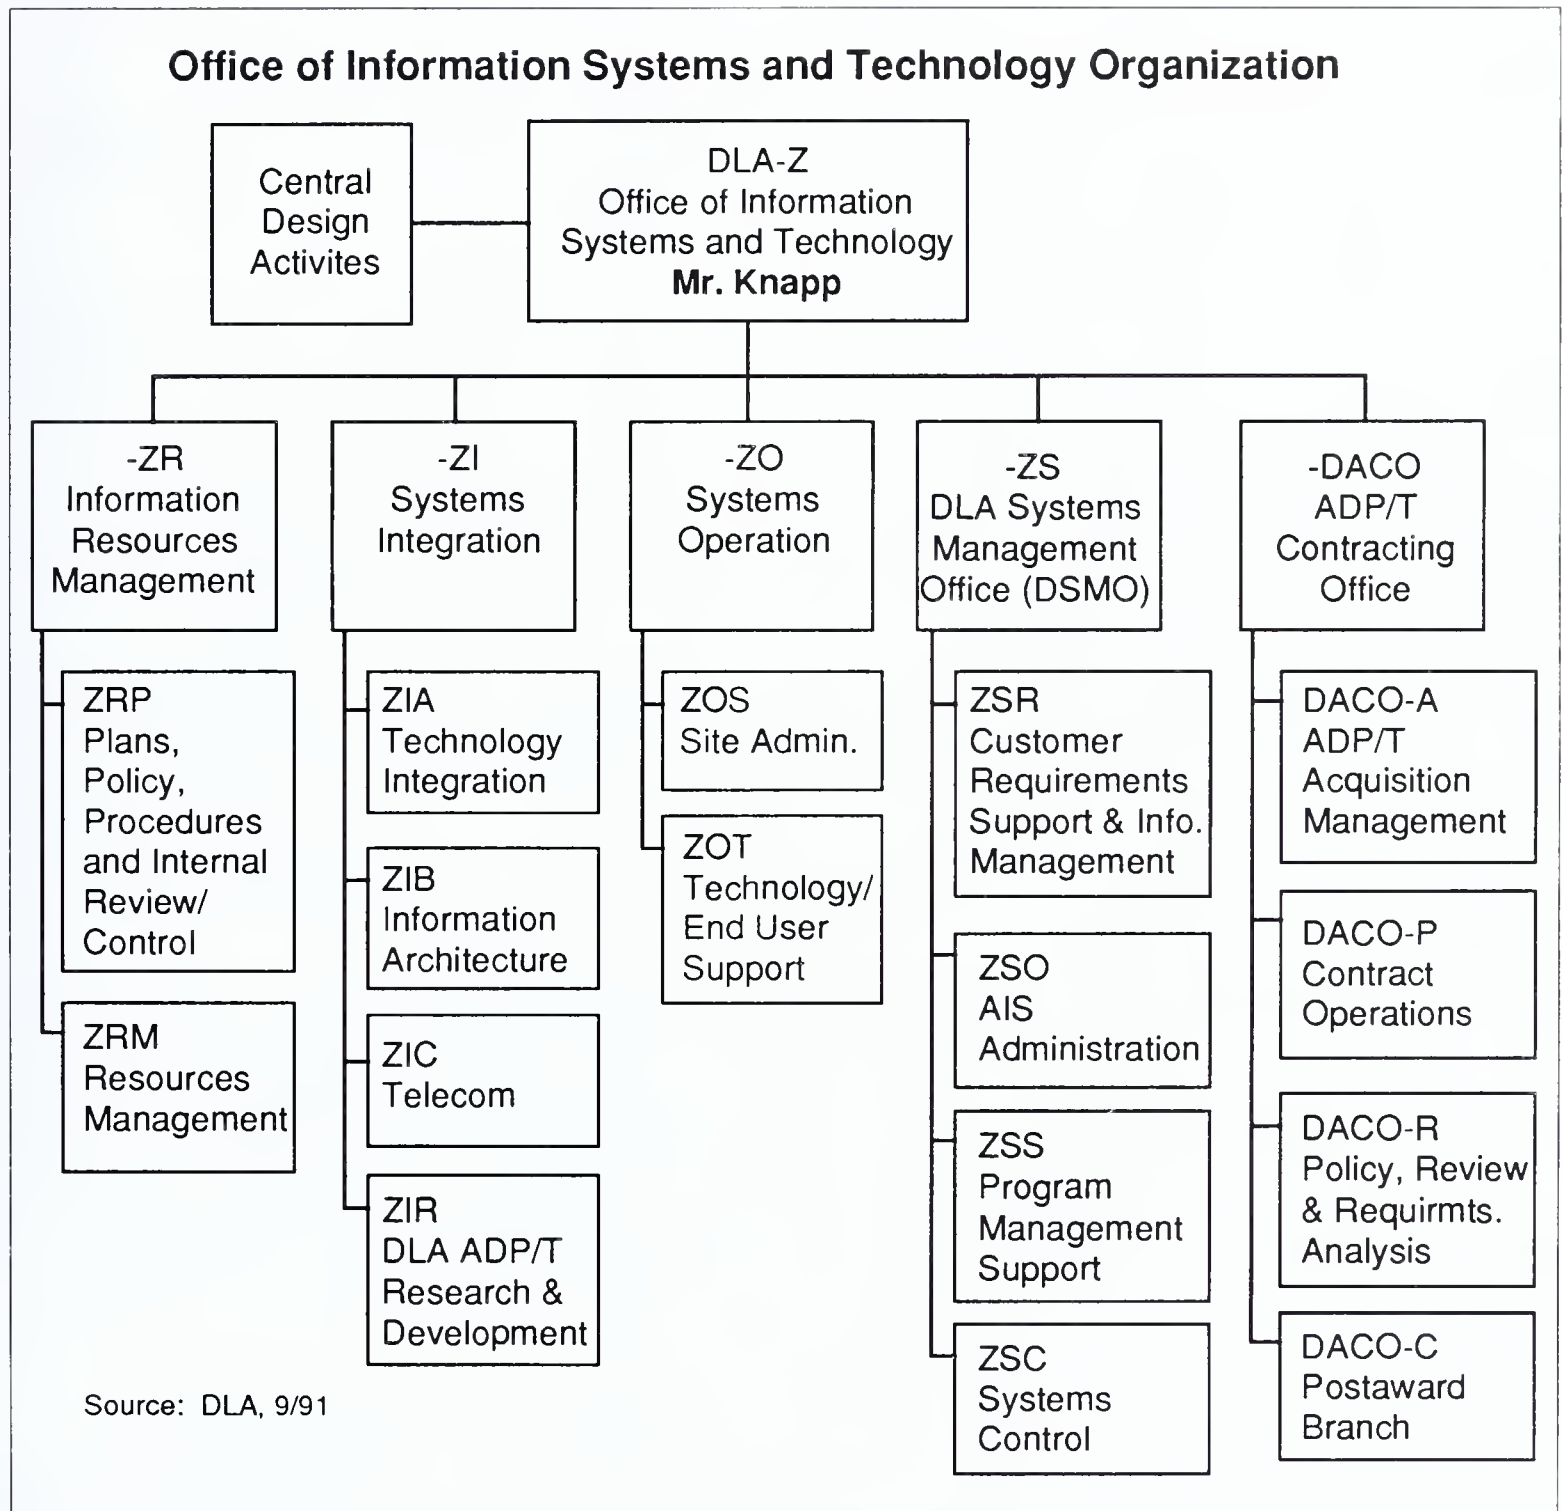 Office of Information Systems and Technology Organization
Central
Design
Activites
DLA-Z
Office of Information
Systems and Technology
Mr. Knapp
-ZR
Information
Resources
Management
-ZI
Systems
Integration
-ZO
Systems
Operation
-ZS
DLA Systems
Management
Office (DSMO)
-DACO
ADP/T
Contracting
Office
ZRP
Plans,
Policy,
Procedures
and Internal
Review/
Control
ZRM
Resources
Management
ZIA
Technology
Integration
ZIB
Information
Architecture
ZIC
Telecom
ZIR
DLA ADP/T
Research &
Development
ZOS
Site Admin.
ZOT
Technology/
End User
Support
ZSR
Customer
Requirements
Support & Info.
Management
ZSO
AIS
Administration
ZSS
Program
Management
Support
ZSC
Systems
Control
DACO-A
ADP/T
Acquisition
Management
DACO-P
Contract
Operations
DACO-R
Policy, Review
& Requirmts.
Analysis
DACO-C
Postaward
Branch
Source: DLA, 9/91